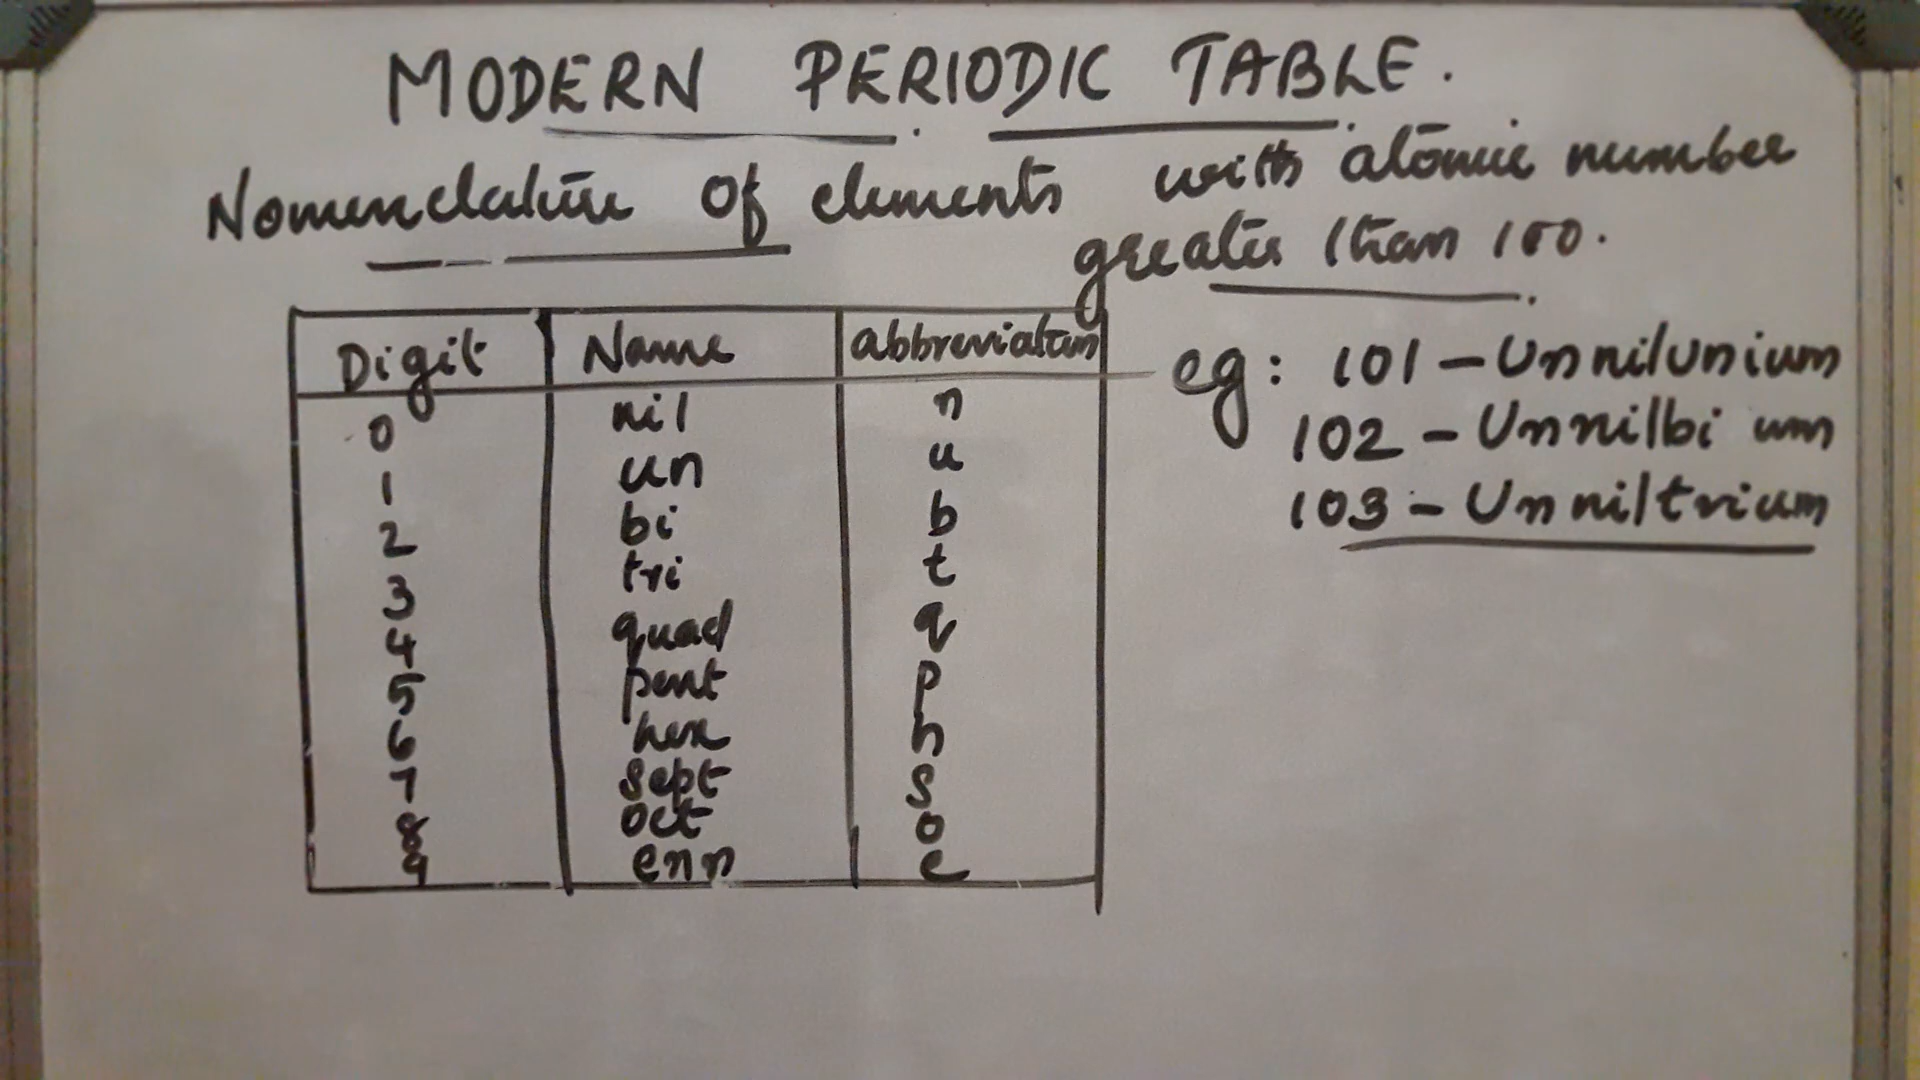 MODERN PERIODIC TABLE.
Nomenclature of elements with atomic number
greater than 100.
Digit Name abbreviation
0 nil n
1 un u
2 bi b
3 tri t
4 quad q
5 pent p
6 hex h
7 sept s
8 oct o
9 enn e
eg: 101 - Unnilunium
102 - Unnilbi um
103 - Unniltrium